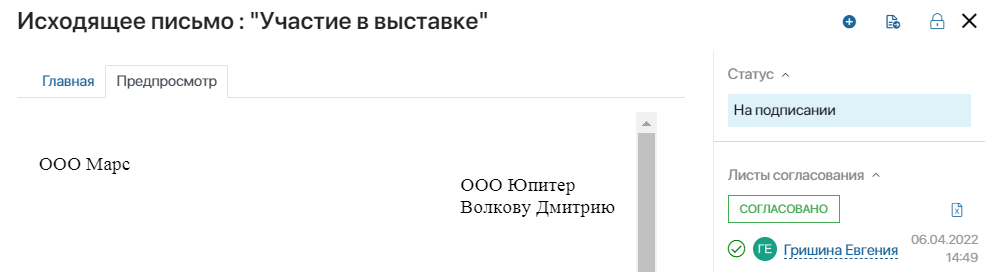 Исходящее письмо : "Участие в выставке"
Главная
Предпросмотр
ООО Марс
ООО Юпитер
Волкову Дмитрию
Статус
На подписании
Листы согласования
СОГЛАСОВАНО
ГЕ Гришина Евгения
06.04.2022
14:49